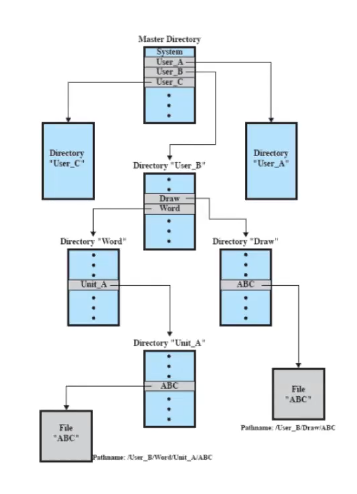 Master Directory
System
User_A
User_B
User_C
Directory
"User_C"
Directory
"User_A"
Directory "User_B"
Draw
Word
Directory "Word"
Directory "Draw"
Unit_A
ABC
Directory "Unit_A"
ABC
File
"ABC"
Pathname: /User_B/Draw/ABC
File
"ABC"
Pathname: /User_B/Word/Unit_A/ABC